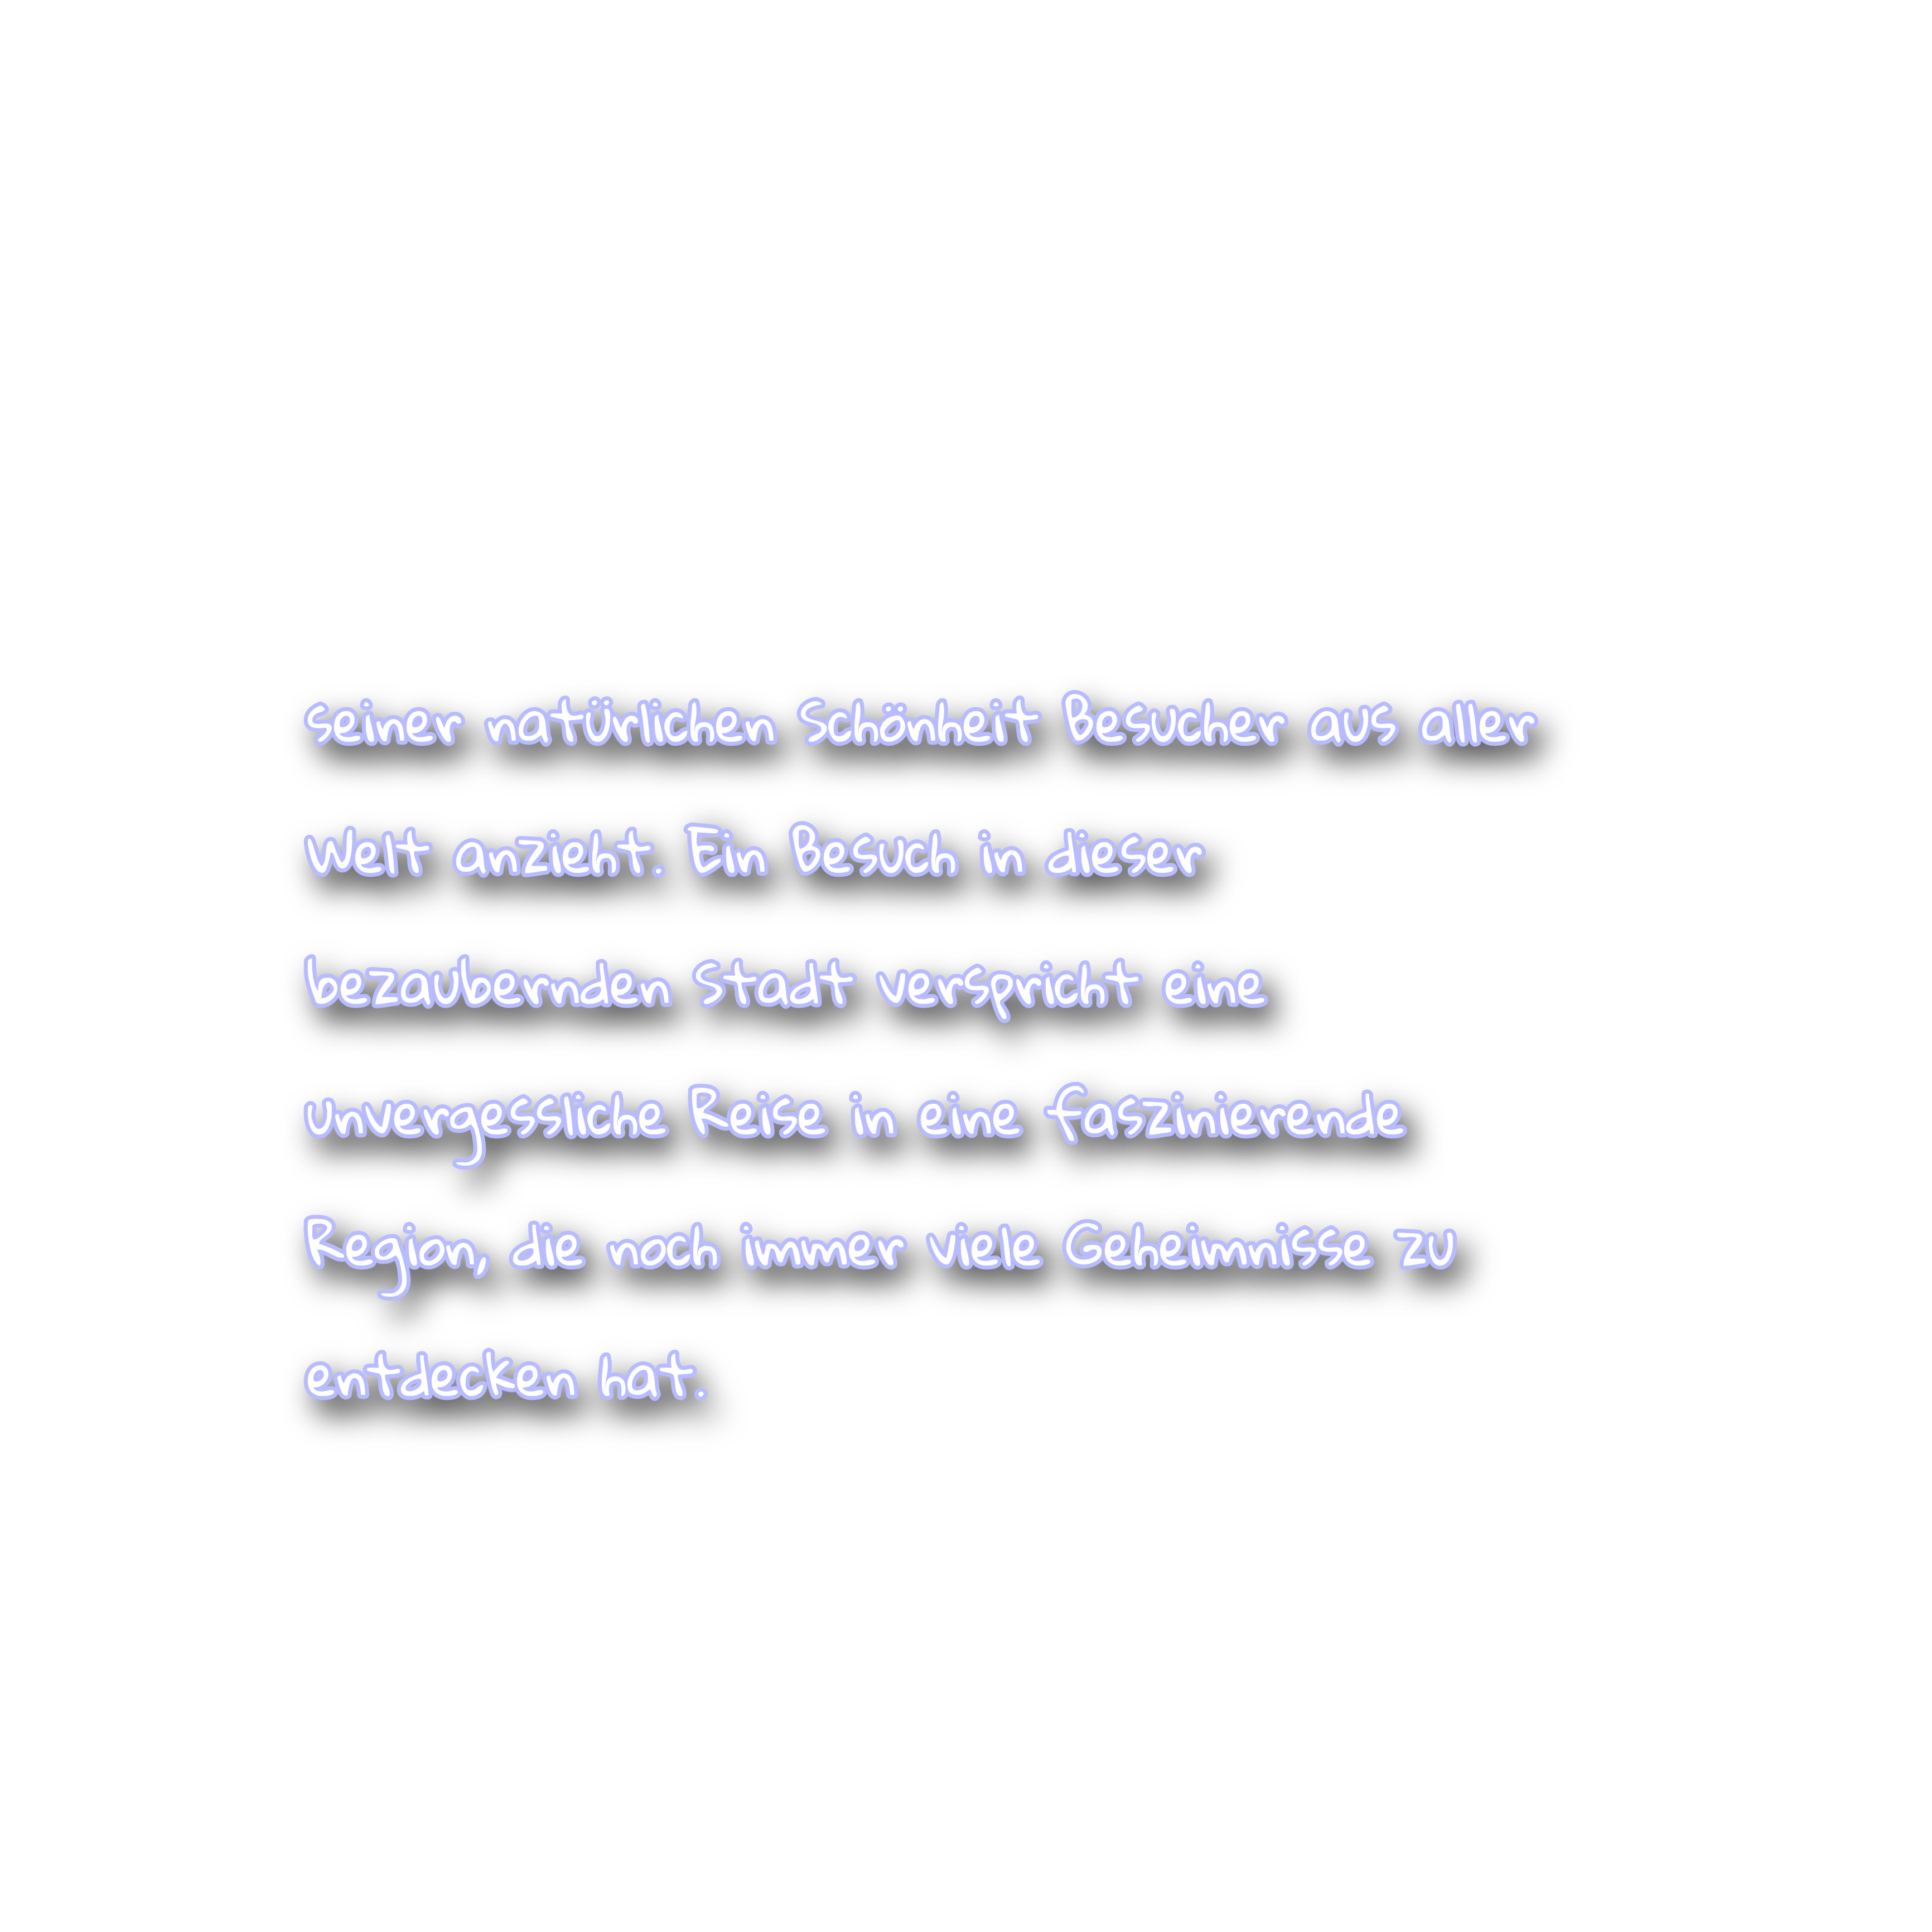 seiner natürlichen Schönheit Besucher aus aller
Welt anzieht. Ein Besuch in dieser
bezaubernden Stadt verspricht eine
unvergessliche Reise in eine faszinierende
Region, die noch immer viele Geheimnisse zu
entdecken hat.